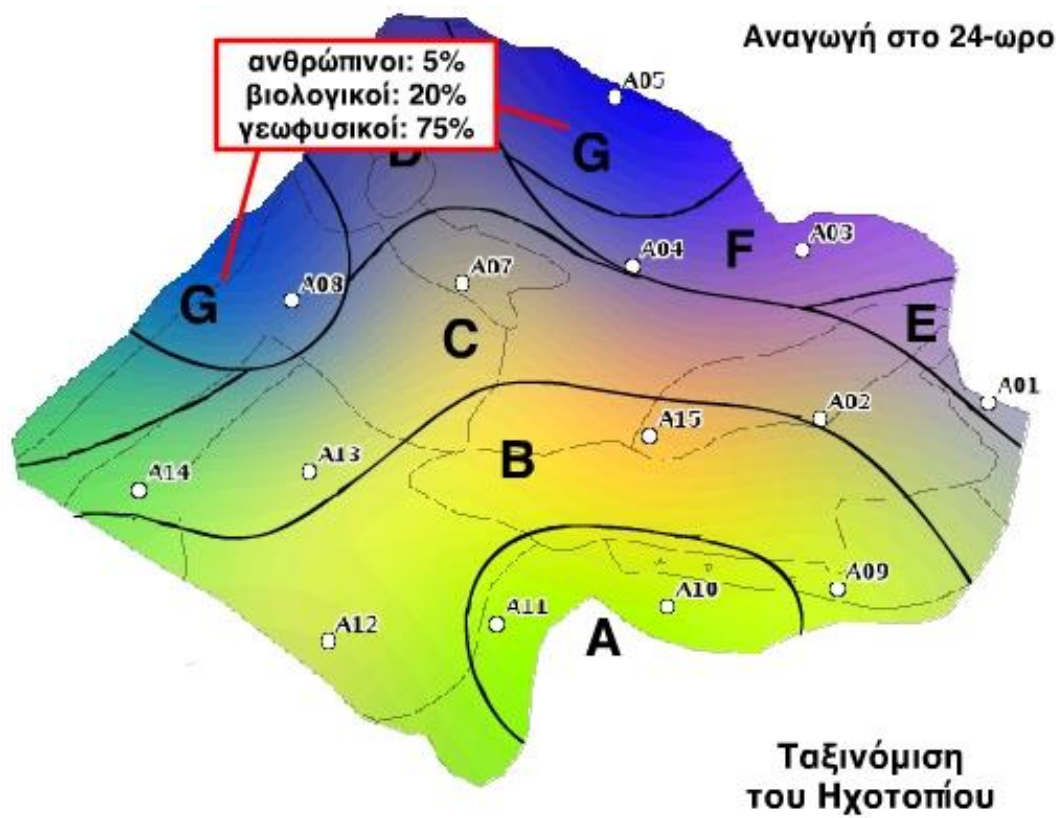 Αναγωγή στο 24-ωρο
ανθρώπινοι: 5%
βιολογικοί: 20%
γεωφυσικοί: 75%
A05
D
G
F
A03
A04
A07
G
A08
C
E
A01
A02
A15
B
A13
A14
A09
A10
A11
A
A12
Ταξινόμιση
του Ηχοτοπίου